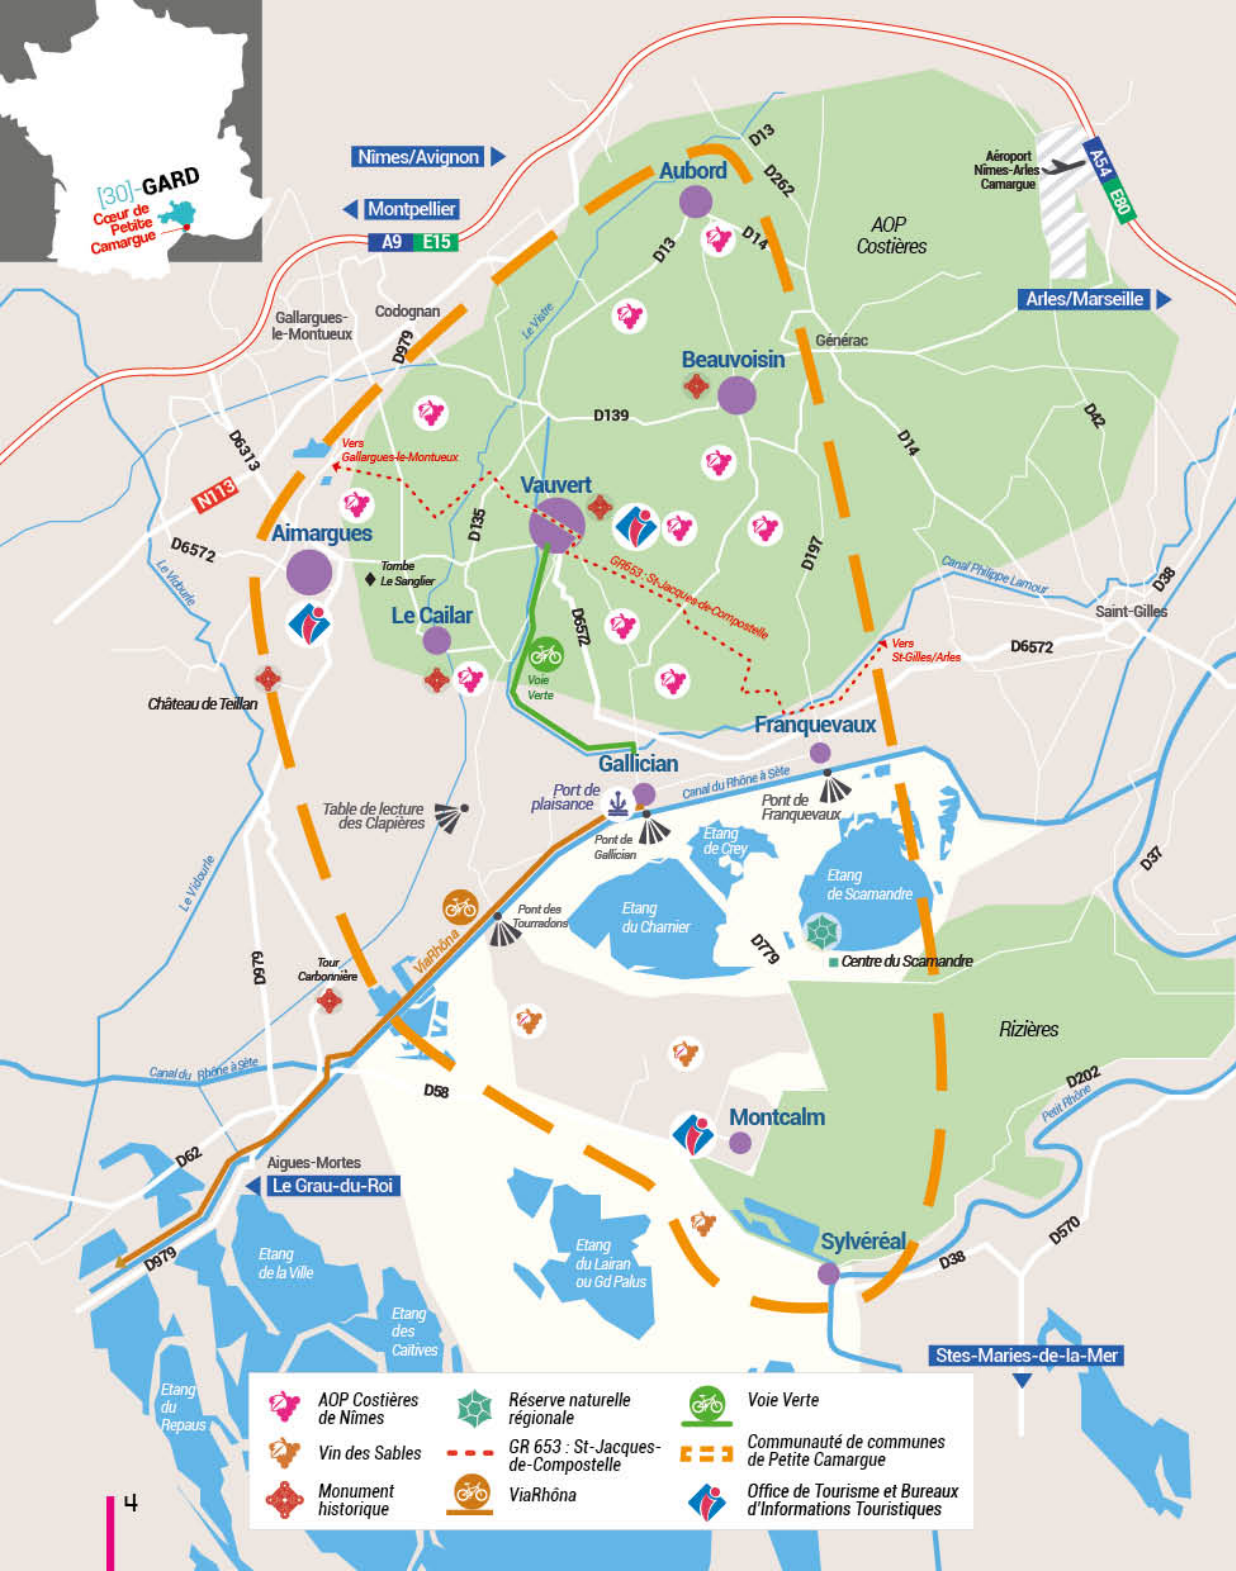 [30]-GARD
Cœur de
Petite
Camargue
Nîmes/Avignon
Montpellier
A9 E15
Aubord
D13
D262
AOP
Costières
Aéroport
Nîmes-Arles
Camargue
A54
E80
Arles/Marseille
D13
D14
Gallargues-
le-Montueux
Codognan
D979
Le Vistre
Beauvoisin
Générac
D139
D42
D14
D6313
N113
Vers
Gallargues-le-Montueux
Vauvert
Aimargues
D6572
D135
D197
Le Vidourle
Tombe
Le Sanglier
GR653 : St-Jacques-de-Compostelle
Canal Philippe Lamour
D38
Saint-Gilles
Le Cailar
D6572
Vers
St-Gilles/Arles
D6572
Voie
Verte
Château de Teillan
Franquevaux
Gallician
Port de
plaisance
Canal du Rhône à Sète
Pont de
Franquevaux
Table de lecture
des Clapières
Pont de
Gallician
Etang
de Crey
Etang
de Scamandre
D37
Le Vidourle
Etang
du Charnier
Pont des
Tourradons
ViaRhôna
D779
Centre du Scamandre
D979
Tour
Carbonnière
Rizières
Canal du Rhône à Sète
D58
D202
Petit Rhône
Montcalm
D62
Aigues-Mortes
Le Grau-du-Roi
D979
Etang
de la Ville
Etang
du Lairan
ou Gd Palus
Sylvéréal
D38
D570
Etang
des
Caïtives
Stes-Maries-de-la-Mer
Etang
du
Repaus
AOP Costières
de Nîmes
Vin des Sables
Monument
historique
Réserve naturelle
régionale
GR 653 : St-Jacques-
de-Compostelle
ViaRhôna
Voie Verte
Communauté de communes
de Petite Camargue
Office de Tourisme et Bureaux
d'Informations Touristiques
4